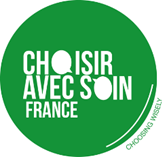 CHOISIR
AVEC SOIN
FRANCE
CHOOSING WISELY